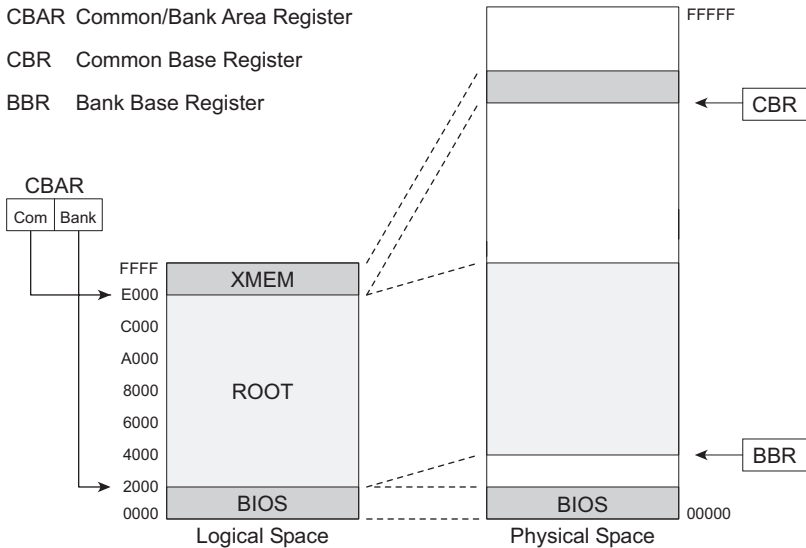 CBAR Common/Bank Area Register
CBR Common Base Register
BBR Bank Base Register
FFFFF
CBR
CBAR
Com Bank
FFFF
XMEM
E000
C000
A000
8000
ROOT
6000
4000
BBR
2000
BIOS
BIOS
0000
00000
Logical Space
Physical Space